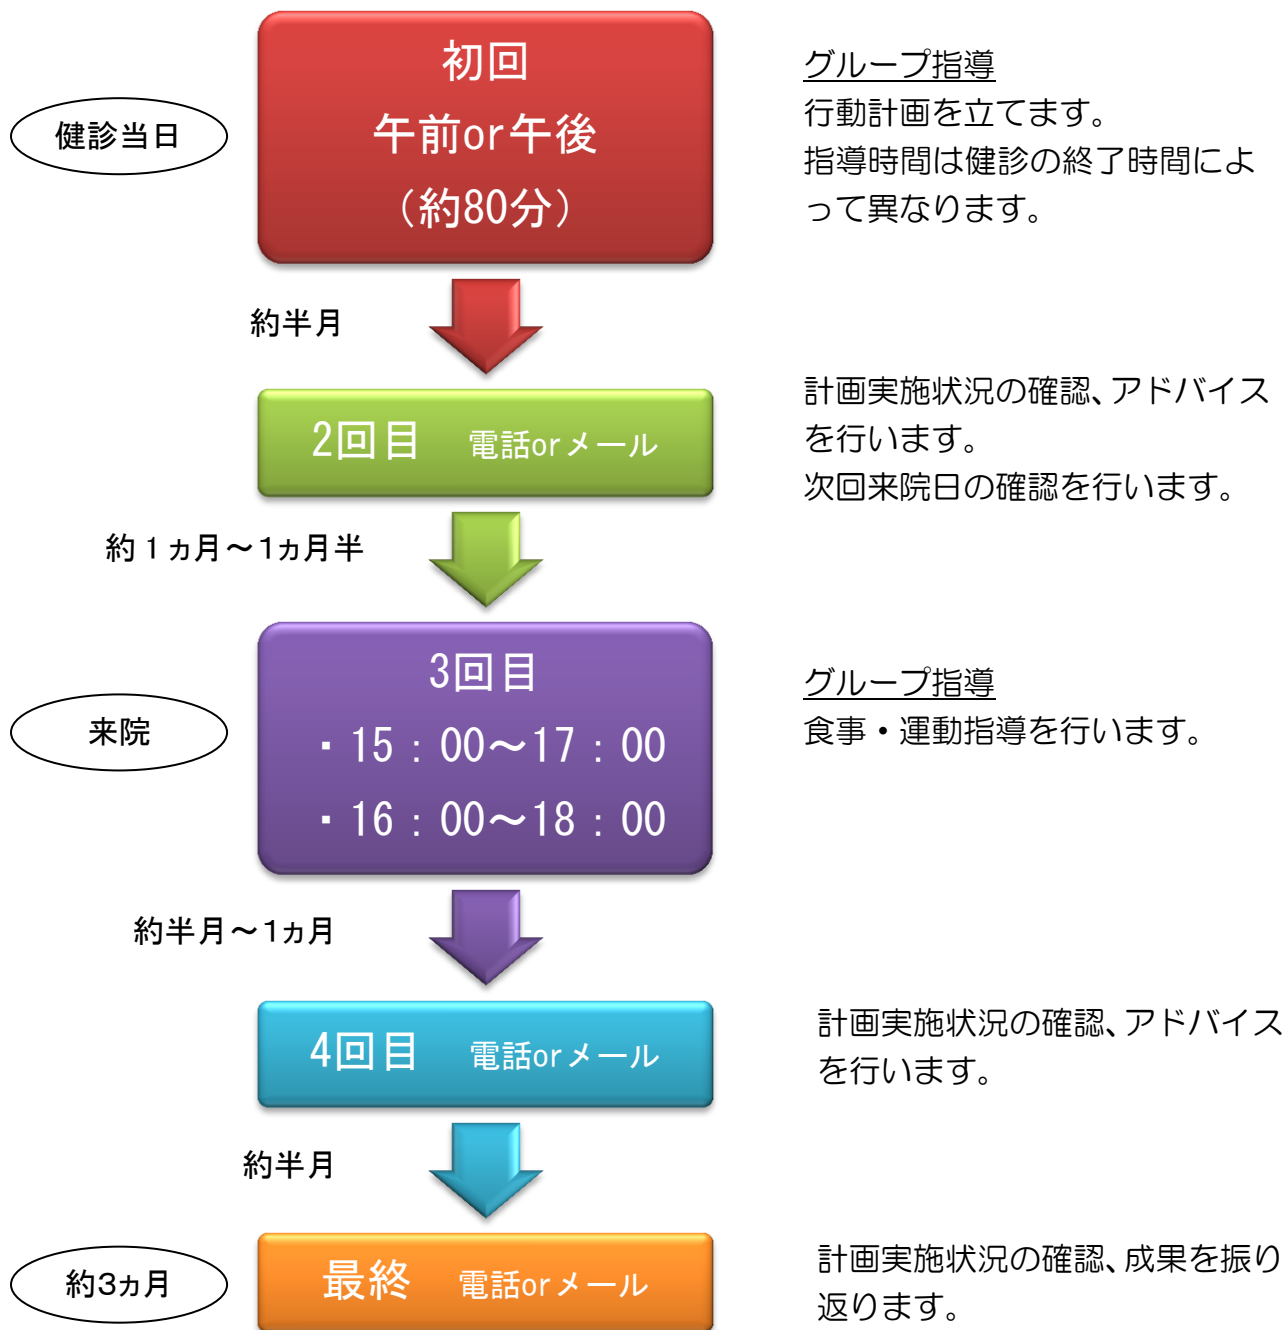 健診当日
初回
午前or午後
（約80分）
グループ指導
行動計画を立てます。
指導時間は健診の終了時間によ
って異なります。
約半月
2回目　電話orメール
計画実施状況の確認、アドバイス
を行います。
次回来院日の確認を行います。
約１ヵ月～1ヵ月半
来院
3回目
・15：00～17：00
・16：00～18：00
グループ指導
食事・運動指導を行います。
約半月～1ヵ月
4回目　電話orメール
計画実施状況の確認、アドバイス
を行います。
約半月
約3ヵ月
最終　電話orメール
計画実施状況の確認、成果を振り
返ります。